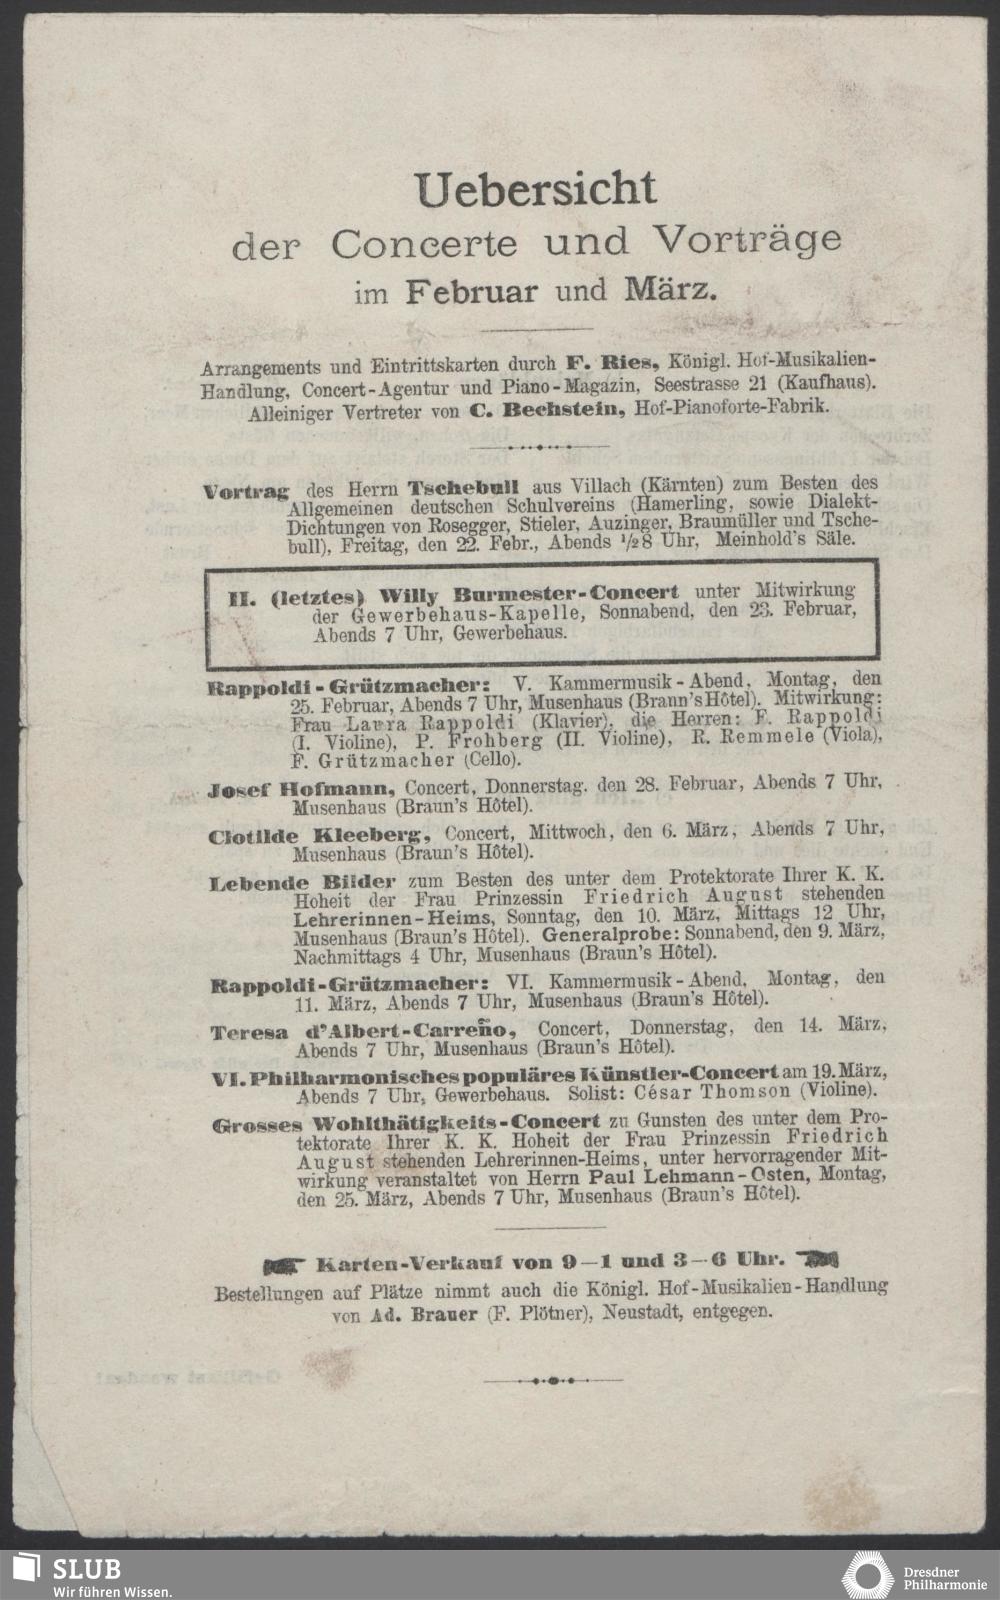 Uebersicht
der Concerte und Vorträge
im Februar und März.
Arrangements und Eintrittskarten durch F. Ries, Königl. Hof-Musikalien-
Handlung, Concert-Agentur und Piano-Magazin, Seestrasse 21 (Kaufhaus).
Alleiniger Vertreter von C. Bechstein, Hof-Pianoforte-Fabrik.
Vortrag des Herrn Tschebull aus Villach (Kärnten) zum Besten des
Allgemeinen deutschen Schulvereins (Hamerling, sowie Dialekt-
Dichtungen von Rosegger, Stieler, Auzinger, Braumüller und Tsche-
bull), Freitag, den 22. Febr., Abends 1/28 Uhr, Meinhold's Säle.
II. (letztes) Willy Burmester-Concert unter Mitwirkung
der Gewerbehaus-Kapelle, Sonnabend, den 23. Februar,
Abends 7 Uhr, Gewerbehaus.
Rappoldi-Grützmacher: V. Kammermusik-Abend, Montag, den
25. Februar, Abends 7 Uhr, Musenhaus (Brann's Hôtel). Mitwirkung:
Frau Laura Rappoldi (Klavier), die Herren: F. Rappoldi
(I. Violine), P. Frohberg (II. Violine), R. Remmele (Viola),
F. Grützmacher (Cello).
Josef Hofmann, Concert, Donnerstag, den 28. Februar, Abends 7 Uhr,
Musenhaus (Braun's Hôtel).
Clotilde Kleeberg, Concert, Mittwoch, den 6. März, Abends 7 Uhr,
Musenhaus (Braun's Hôtel).
Lebende Bilder zum Besten des unter dem Protektorate Ihrer K. K.
Hoheit der Frau Prinzessin Friedrich August stehenden
Lehrerinnen-Heims, Sonntag, den 10. März, Mittags 12 Uhr,
Musenhaus (Braun's Hôtel). Generalprobe: Sonnabend, den 9. März,
Nachmittags 4 Uhr, Musenhaus (Braun's Hôtel).
Rappoldi-Grützmacher: VI. Kammermusik-Abend, Montag, den
11. März, Abends 7 Uhr, Musenhaus (Braun's Hôtel).
Teresa d'Albert-Carreño, Concert, Donnerstag, den 14. März,
Abends 7 Uhr, Musenhaus (Braun's Hôtel).
VI. Philharmonisches populäres Künstler-Concert am 19. März,
Abends 7 Uhr, Gewerbehaus. Solist: César Thomson (Violine).
Grosses Wohlthätigkeits-Concert zu Gunsten des unter dem Pro-
tektorate Ihrer K. K. Hoheit der Frau Prinzessin Friedrich
August stehenden Lehrerinnen-Heims, unter hervorragender Mit-
wirkung veranstaltet von Herrn Paul Lehmann-Osten, Montag,
den 25. März, Abends 7 Uhr, Musenhaus (Braun's Hôtel).
Karten-Verkauf von 9—1 und 3—6 Uhr.
Bestellungen auf Plätze nimmt auch die Königl. Hof-Musikalien-Handlung
von Ad. Brauer (F. Plötner), Neustadt, entgegen.
SLUB
Wir führen Wissen.
Dresdner
Philharmonie